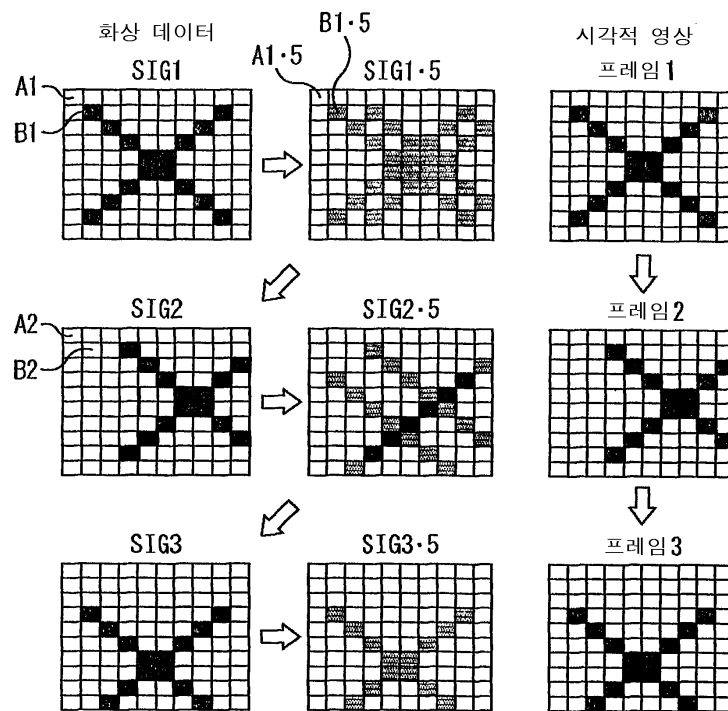 화상 데이터
시각적 영상
SIG1
A1·5
B1·5
SIG1·5
프레임1
A1
B1
SIG2
SIG2·5
프레임2
A2
B2
SIG3
SIG3·5
프레임3